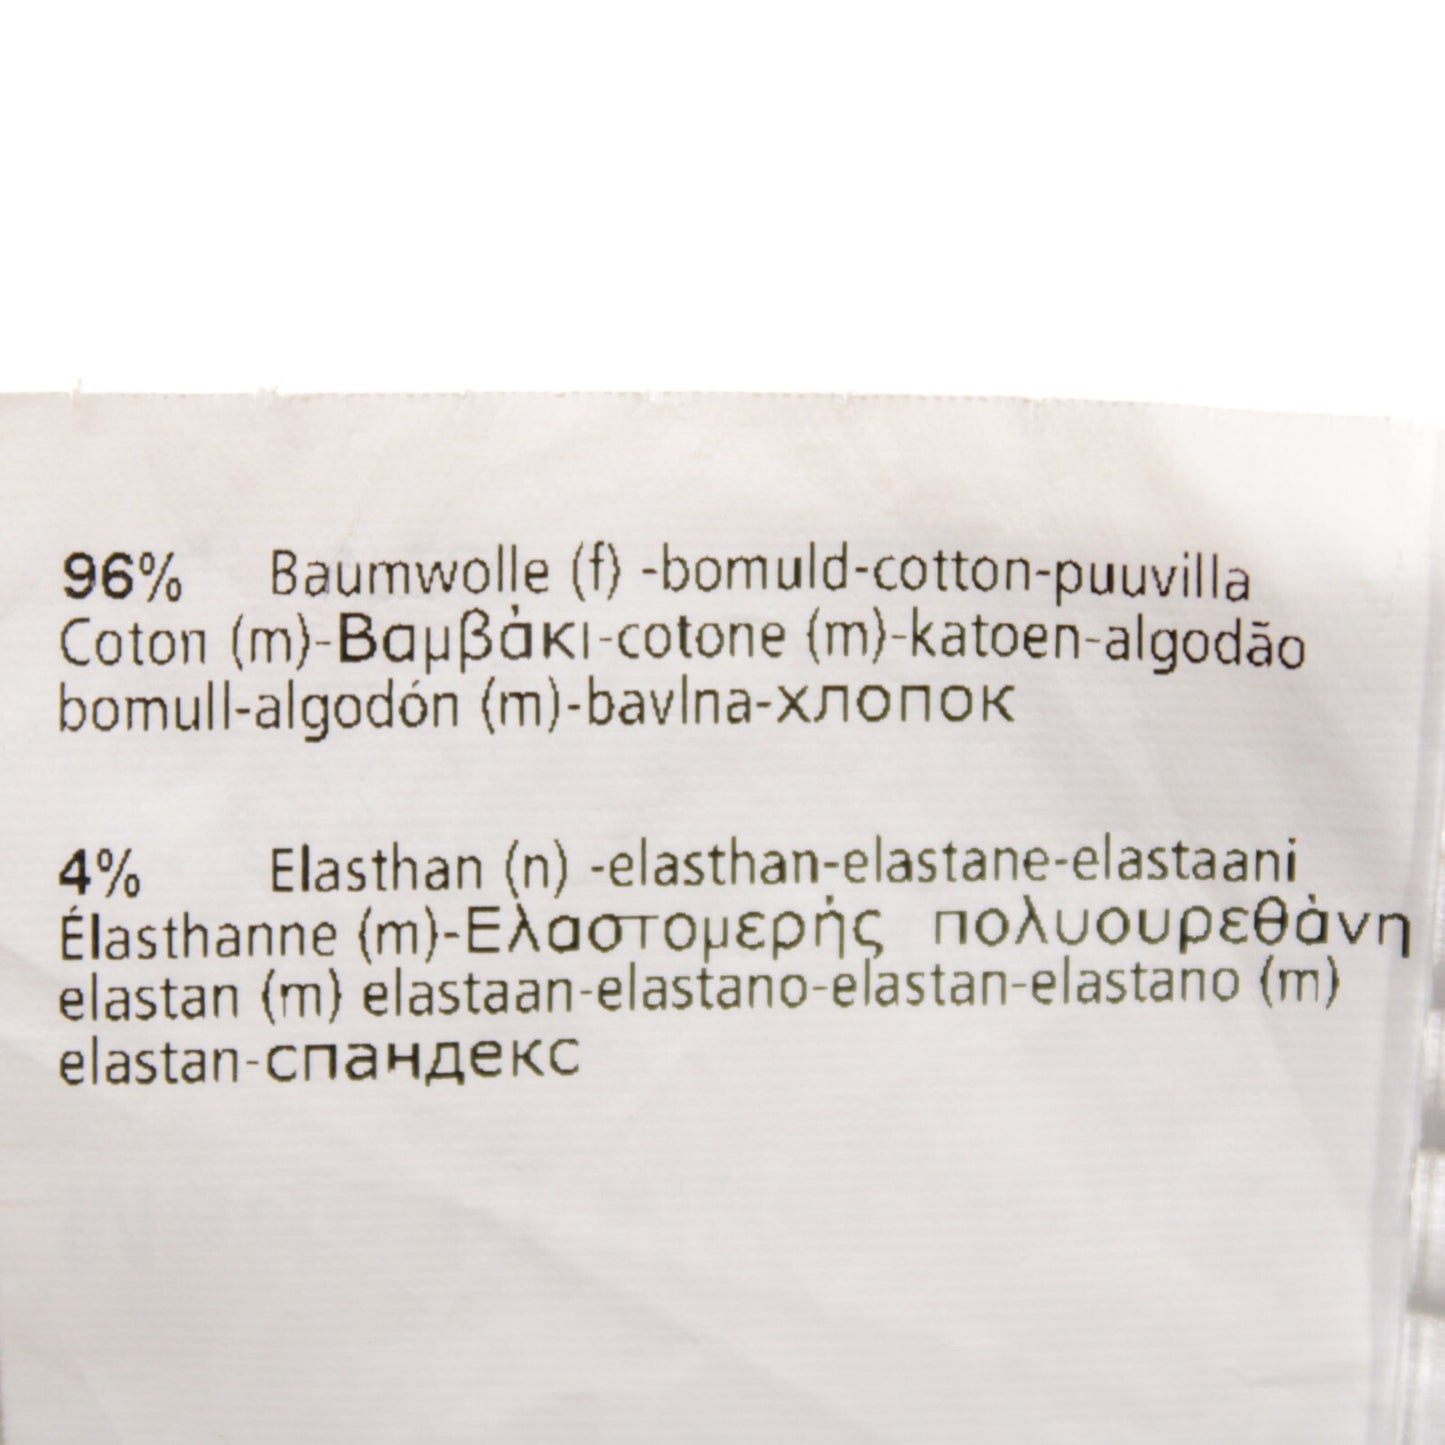 96% Baumwolle (f) -bomuld-cotton-puuvilla
Coton (m)-Βαμβάκι-cotone (m)-katoen-algodão
bomull-algodón (m)-bavlna-хлопок
4% Elasthan (n) -elasthan-elastane-elastaani
Élasthanne (m)-Ελαστομερής πολυουρεθάνη
elastan (m) elastaan-elastano-elastan-elastano (m)
elastan-спандекс